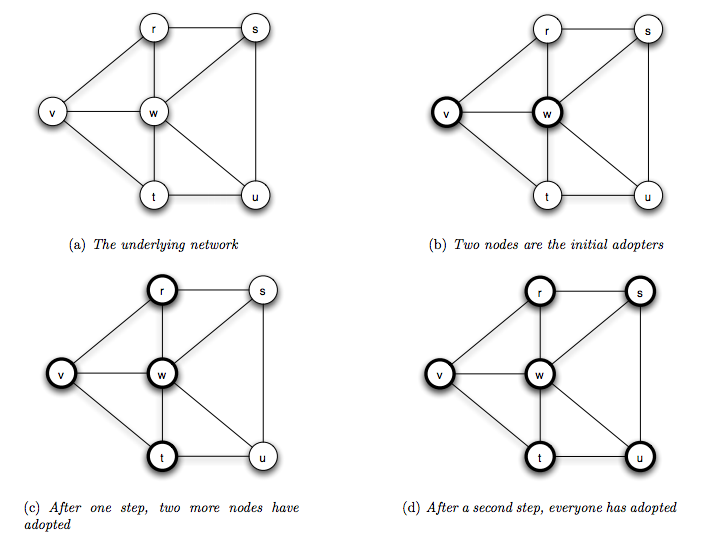 r s
v w
t u
(a) The underlying network
r s
v w
t u
(b) Two nodes are the initial adopters
r s
v w
t u
(c) After one step, two more nodes have
adopted
r s
v w
t u
(d) After a second step, everyone has adopted